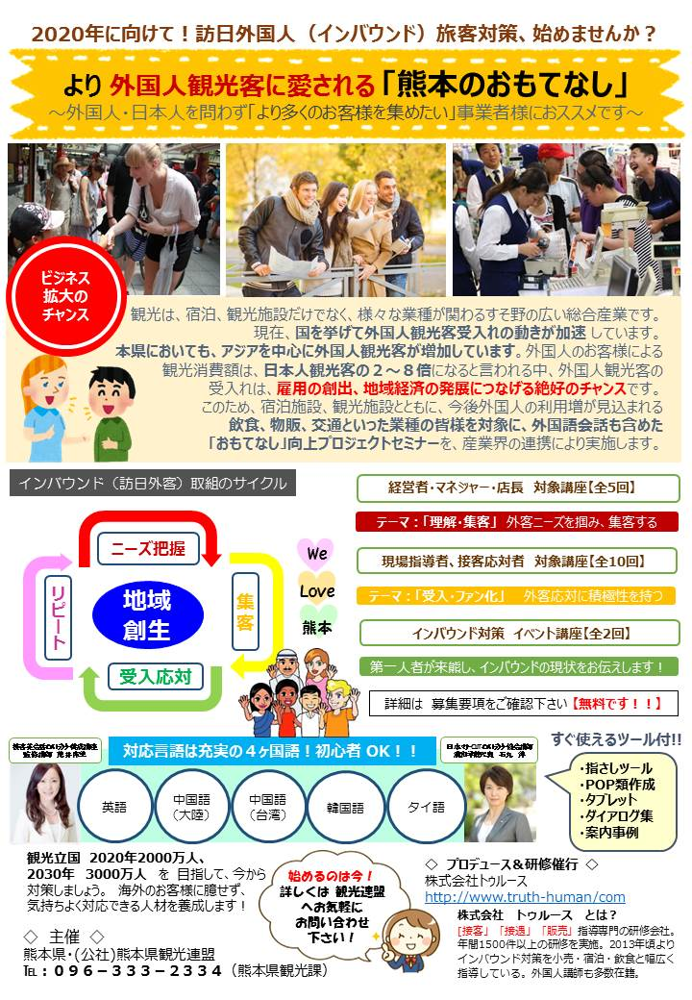 2020年に向けて！訪日外国人（インバウンド）旅客対策、始めませんか？
より 外国人観光客に愛される「熊本のおもてなし」
～外国人・日本人を問わず「より多くのお客様を集めたい」事業者様におススメです～
ビジネス
拡大の
チャンス
観光は、宿泊、観光施設だけでなく、様々な業種が関わるすそ野の広い総合産業です。
現在、国を挙げて外国人観光客受入れの動きが加速しています。
本県においても、アジアを中心に外国人観光客が増加しています。外国人のお客様による
観光消費額は、日本人観光客の２～８倍になると言われる中、外国人観光客の
受入れは、雇用の創出、地域経済の発展につなげる絶好のチャンスです。
このため、宿泊施設、観光施設とともに、今後外国人の利用増が見込まれる
飲食、物販、交通といった業種の皆様を対象に、外国語会話も含めた
「おもてなし」向上プロジェクトセミナーを、産業界の連携により実施します。
インバウンド（訪日外客）取組のサイクル
ニーズ把握
リピート
地域
創生
集客
受入応対
We
Love
熊本
経営者・マネジャー・店長　対象講座【全5回】
テーマ：「理解・集客」 外客ニーズを掴み、集客する
現場指導者、接客応対者　対象講座【全10回】
テーマ：「受入・ファン化」　外客応対に積極性を持つ
インバウンド対策　イベント講座【全2回】
第一人者が来熊し、インバウンドの現状をお伝えします！
詳細は 募集要項をご確認下さい【無料です！！】
対応言語は充実の４ヶ国語！初心者 OK！！
英語
中国語
（大陸）
中国語
（台湾）
韓国語
タイ語
すぐ使えるツール付!!
・指さしツール
・POP類作成
・タブレット
・ダイアログ集
・案内事例
観光立国　2020年2000万人、
2030年　3000万人　を 目指して、今から
対策しましょう。 海外のお客様に臆せず、
気持ちよく対応できる人材を養成します！
◇　主催　◇
熊本県・(公社)熊本県観光連盟
℡：０９６－３３３－２３３４（熊本県観光課）
始めるのは今！
詳しくは 観光連盟
へお気軽に
お問い合わせ
下さい！
◇　プロデュース＆研修催行　◇
株式会社トゥルース
http://www.truth-human/com
株式会社　トゥルース　とは？
[接客」「接遇」「販売」指導専門の研修会社。
年間1500件以上の研修を実施。2013年頃より
インバウンド対策を小売・宿泊・飲食と幅広く
指導している。外国人講師も多数在籍。